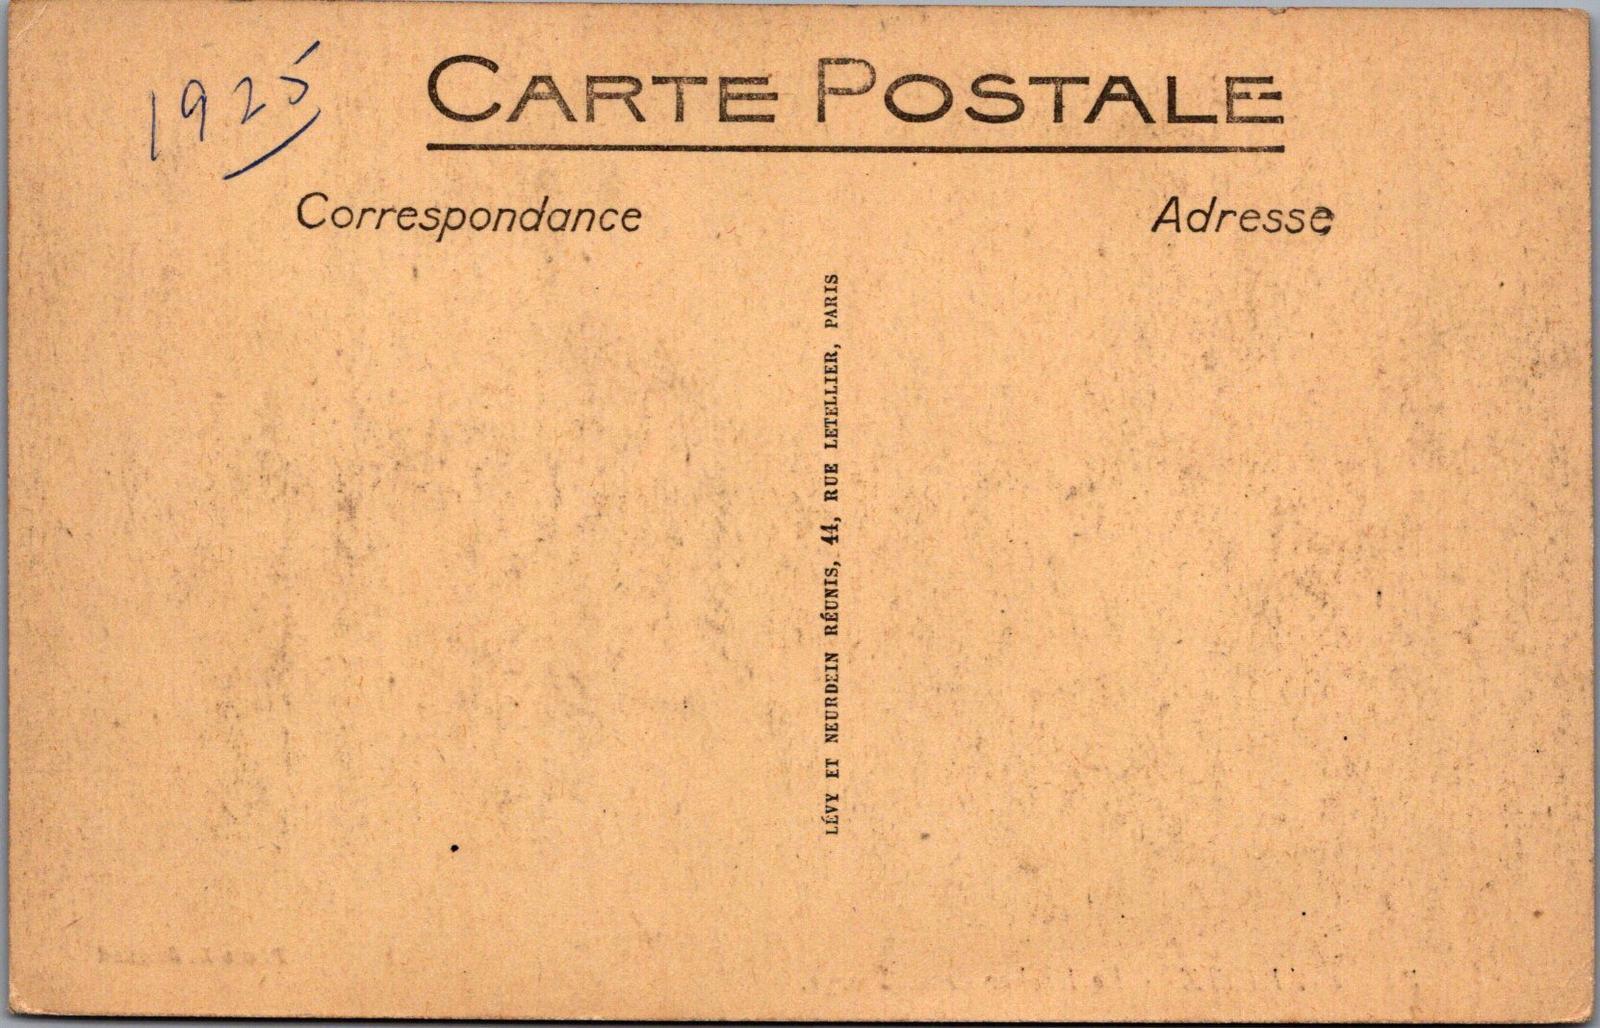 1925
CARTE POSTALE
Correspondance
Adresse
LÉVY ET NEURDEIN RÉUNIS, 44, RUE LETELLIER, PARIS